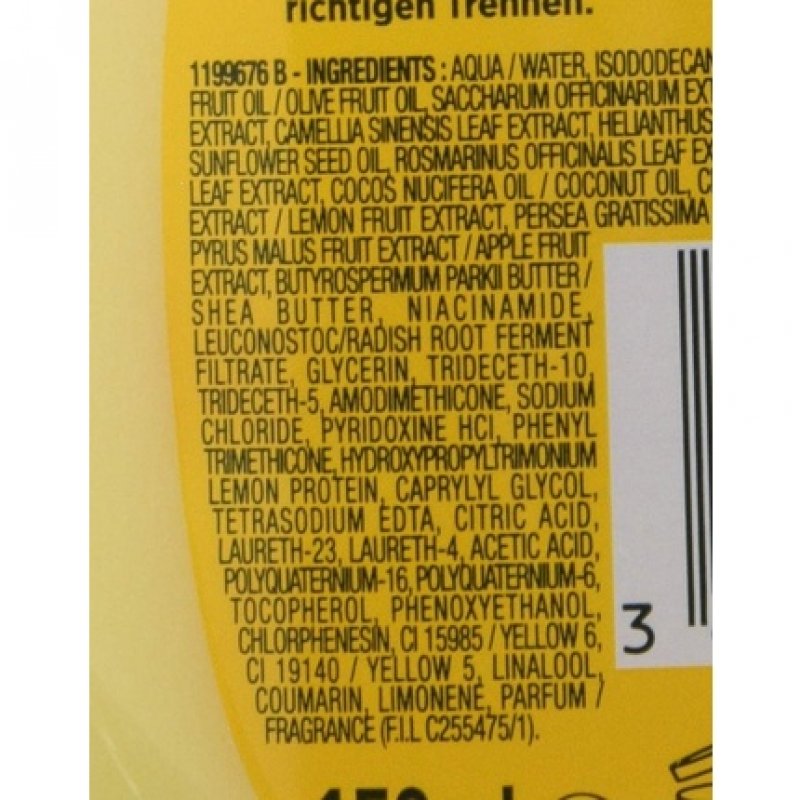 richtigen Trennen.
1199676 B - INGREDIENTS : AQUA / WATER, ISODODECAN
FRUIT OIL / OLIVE FRUIT OIL, SACCHARUM OFFICINARUM EX
EXTRACT, CAMELLIA SINENSIS LEAF EXTRACT, HELIANTHUS
SUNFLOWER SEED OIL, ROSMARINUS OFFICINALIS LEAF EX
LEAF EXTRACT, COCOS NUCIFERA OIL / COCONUT OIL, C
EXTRACT / LEMON FRUIT EXTRACT, PERSEA GRATISSIMA
PYRUS MALUS FRUIT EXTRACT / APPLE FRUIT
EXTRACT, BUTYROSPERMUM PARKII BUTTER /
SHEA BUTTER, NIACINAMIDE,
LEUCONOSTOC/RADISH ROOT FERMENT
FILTRATE, GLYCERIN, TRIDECETH-10,
TRIDECETH-5, AMODIMETHICONE, SODIUM
CHLORIDE, PYRIDOXINE HCl, PHENYL
TRIMETHICONE, HYDROXYPROPYLTRIMONIUM
LEMON PROTEIN, CAPRYLYL GLYCOL,
TETRASODIUM EDTA, CITRIC ACID,
LAURETH-23, LAURETH-4, ACETIC ACID,
POLYQUATERNIUM-16, POLYQUATERNIUM-6,
TOCOPHEROL, PHENOXYETHANOL,
CHLORPHENESIN, CI 15985 / YELLOW 6,
CI 19140 / YELLOW 5, LINALOOL,
COUMARIN, LIMONENE, PARFUM /
FRAGRANCE (F.I.L C255475/1).
3